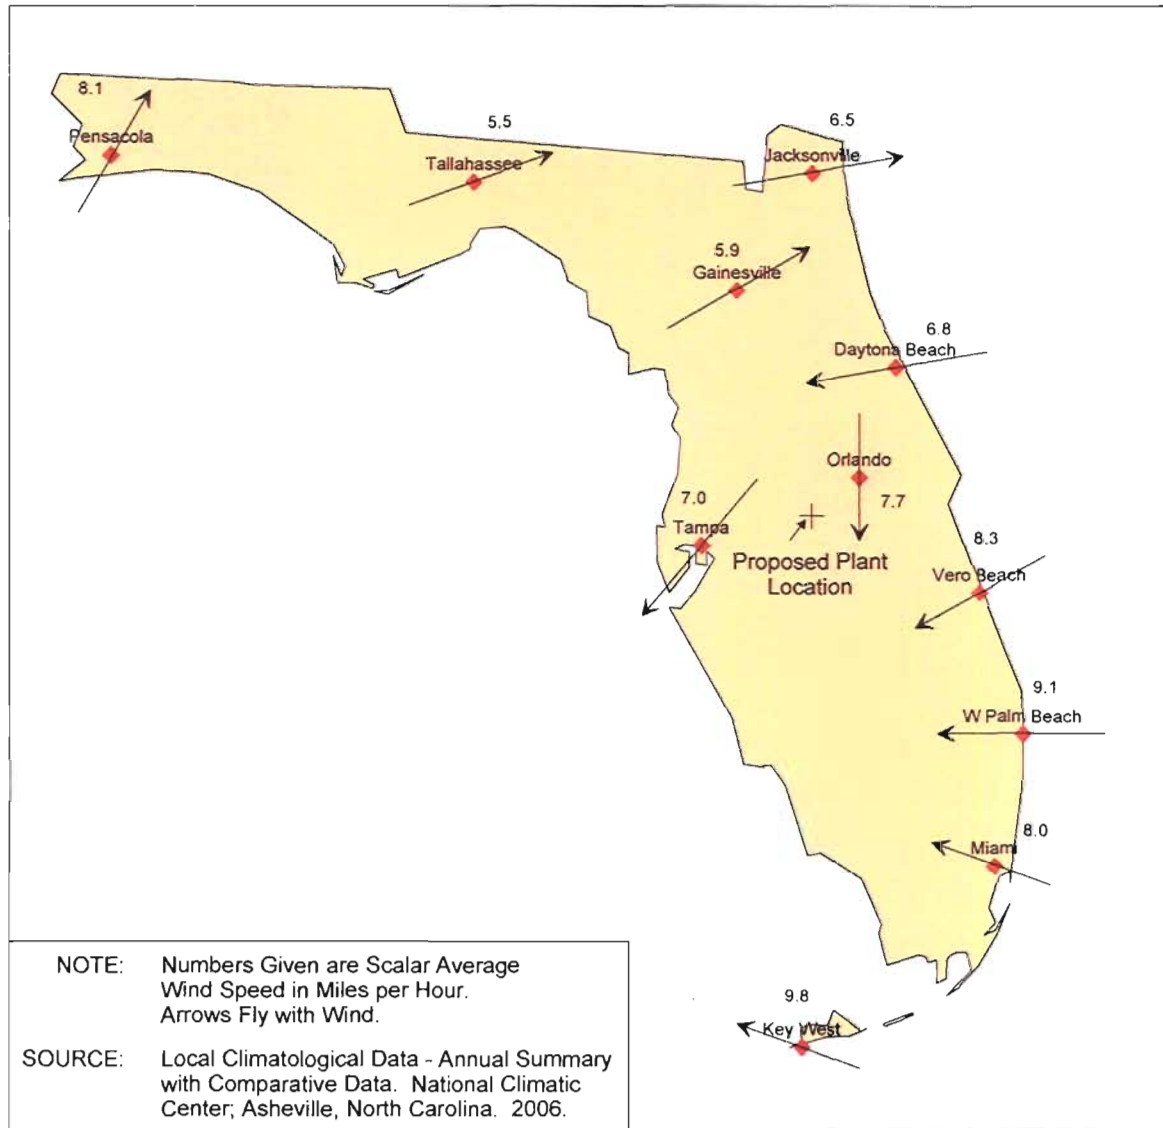 8.1
Pensacola
5.5
Tallahassee
6.5
Jacksonville
5.9
Gainesville
6.8
Daytona Beach
Orlando
7.7
7.0
Tampa
Proposed Plant
Location
8.3
Vero Beach
9.1
W Palm Beach
8.0
Miami
9.8
Key West
NOTE: Numbers Given are Scalar Average
Wind Speed in Miles per Hour.
Arrows Fly with Wind.
SOURCE: Local Climatological Data - Annual Summary
with Comparative Data. National Climatic
Center; Asheville, North Carolina. 2006.